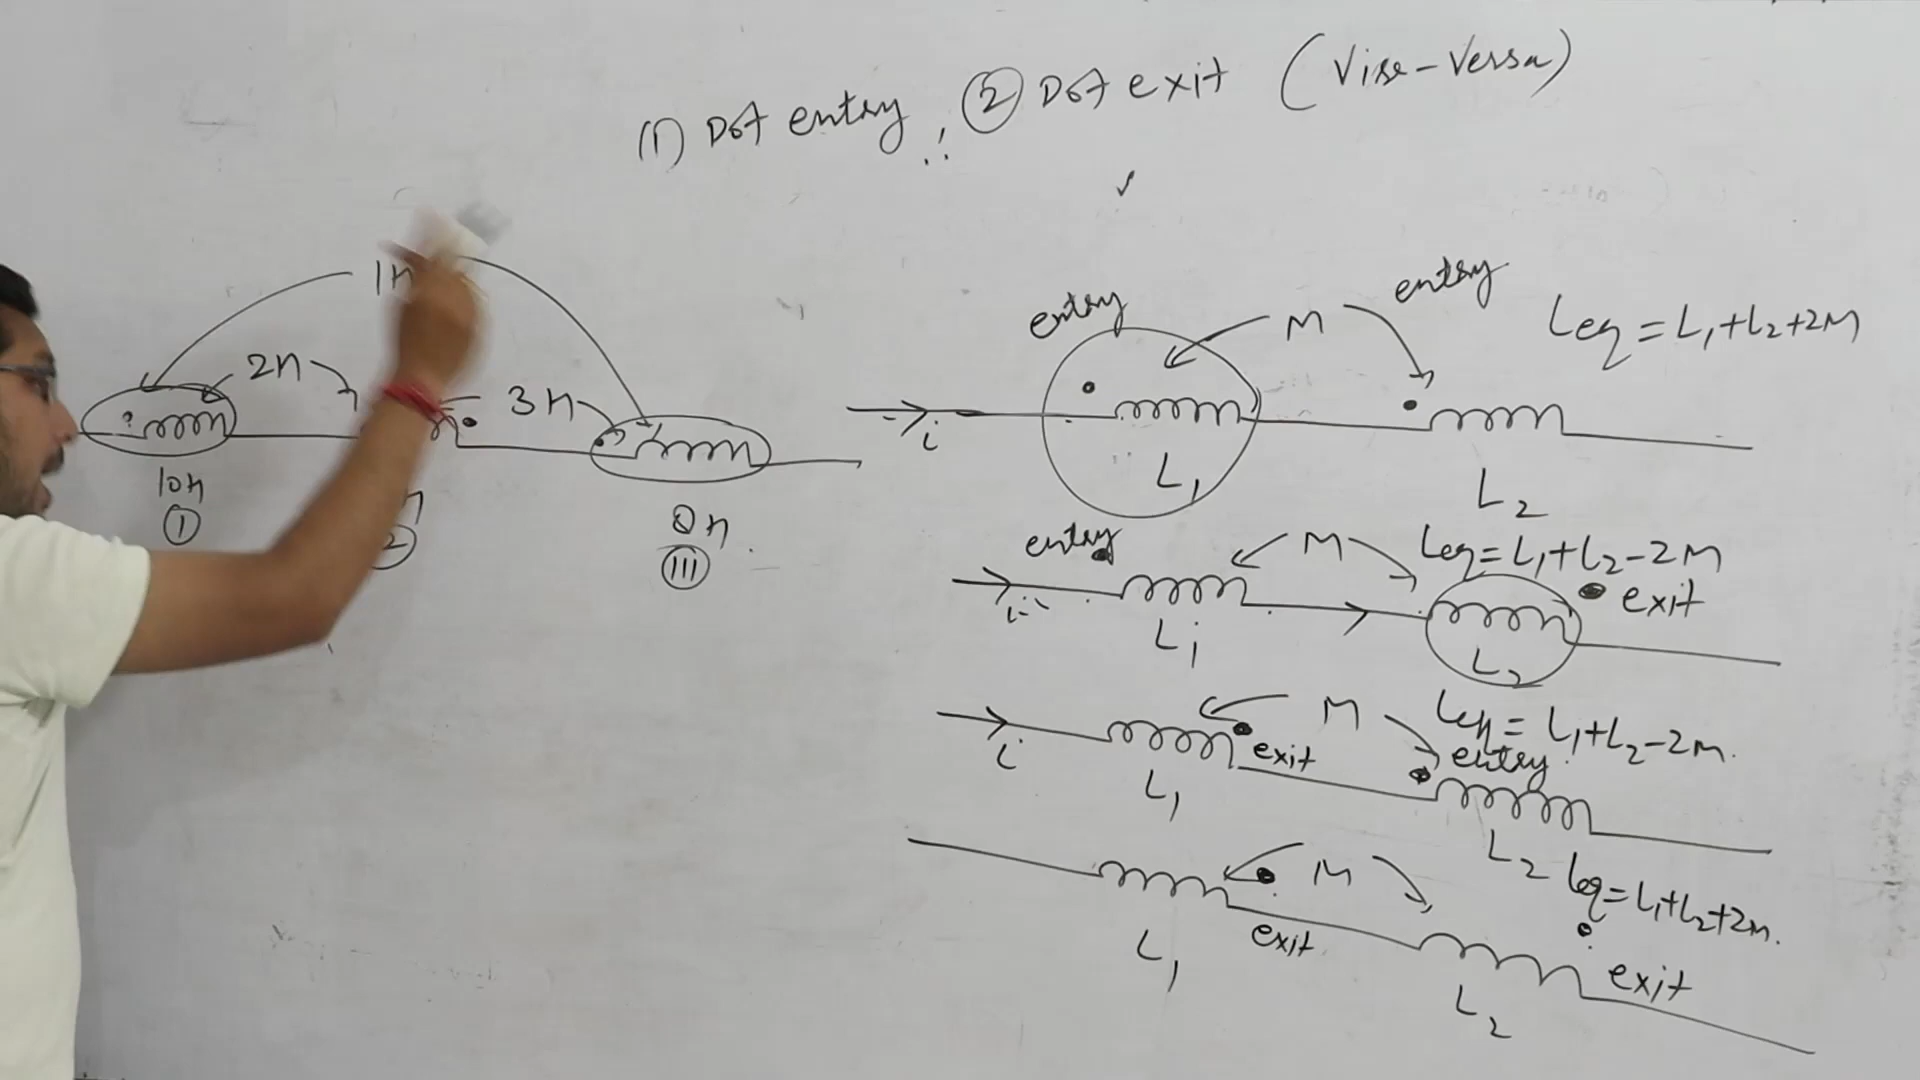 (1) Dot entry, ② Dot exit (Vise-Versa)
1H
2H
3H
10H
①
2
8H
(III)
entry
M
entry
Leq = L1+L2+2M
i
L1
L2
entry
M
Leq = L1+L2-2M
exit
i
L1
L2
M
Leq = L1+L2-2M.
exit
entry
i
L1
L2
M
Leq = L1+L2+2M.
exit
exit
L1
L2